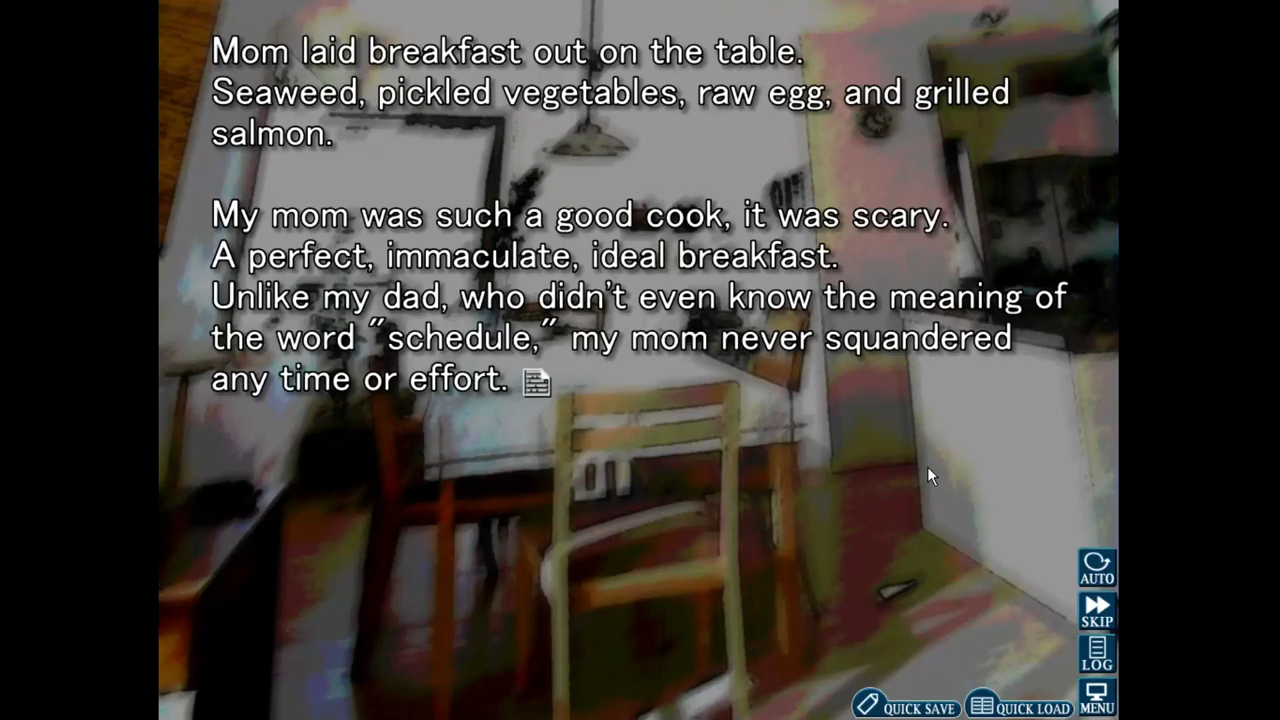 Mom laid breakfast out on the table.
Seaweed, pickled vegetables, raw egg, and grilled
salmon.
My mom was such a good cook, it was scary.
A perfect, immaculate, ideal breakfast.
Unlike my dad, who didn't even know the meaning of
the word "schedule," my mom never squandered
any time or effort.
AUTO
SKIP
LOG
MENU
QUICK SAVE
QUICK LOAD